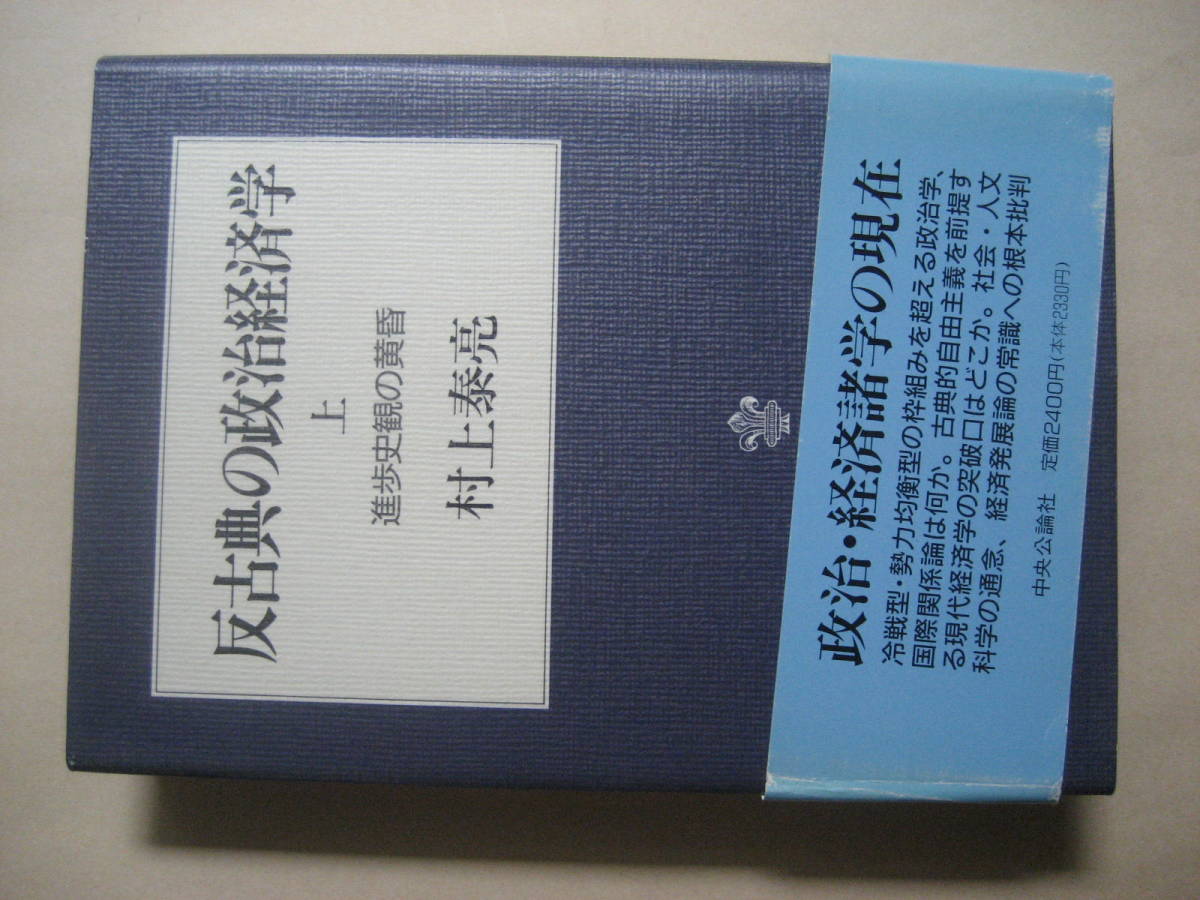 反古典の政治経済学
上
進歩史観の黄昏
村上泰亮
政治・経済諸学の現在
冷戦型・勢力均衡型の枠組みを超える政治学、
国際関係論は何か。古典的自由主義を前提す
る現代経済学の突破口はどこか。社会・人文
科学の通念、経済発展論の常識への根本批判
中央公論社 定価2400円(本体2330円)